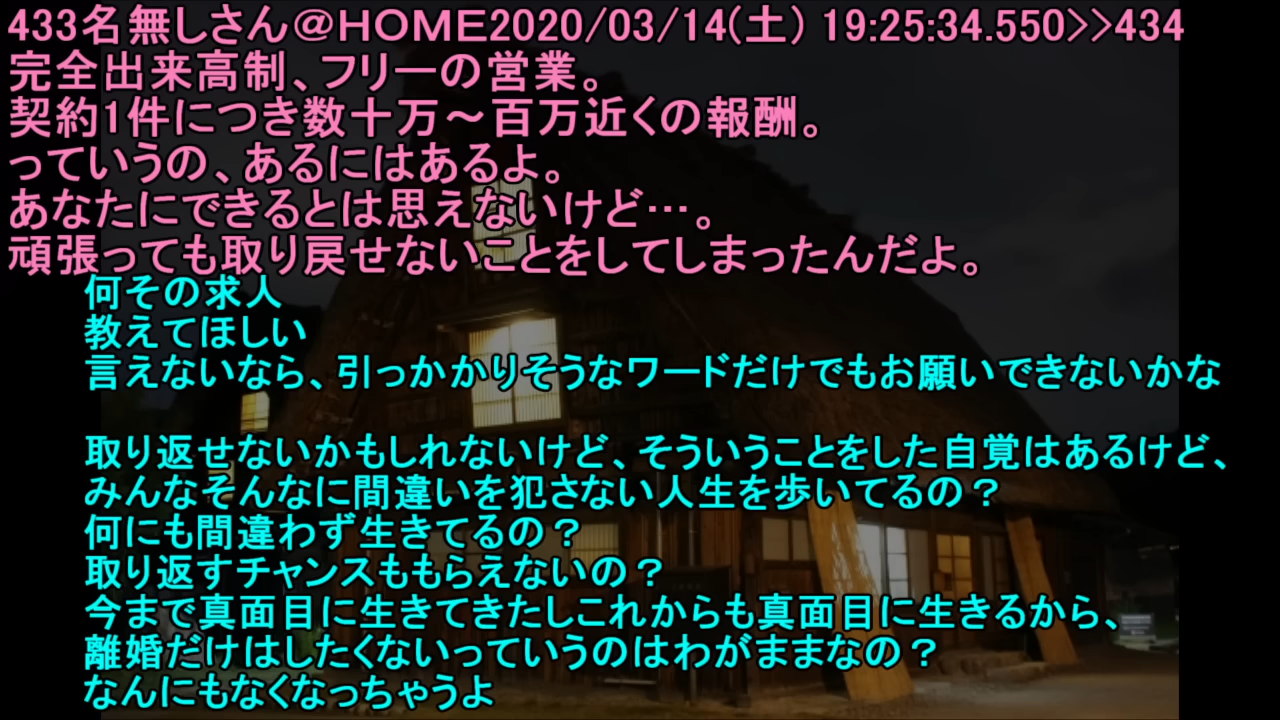 433名無しさん＠ＨＯＭＥ2020/03/14(土) 19:25:34.550>>434
完全出来高制、フリーの営業。
契約1件につき数十万～百万近くの報酬。
っていうの、あるにはあるよ。
あなたにできるとは思えないけど…。
頑張っても取り戻せないことをしてしまったんだよ。
何その求人
教えてほしい
言えないなら、引っかかりそうなワードだけでもお願いできないかな
取り返せないかもしれないけど、そういうことをした自覚はあるけど、
みんなそんなに間違いを犯さない人生を歩いてるの？
何にも間違わず生きてるの？
取り返すチャンスももらえないの？
今まで真面目に生きてきたしこれからも真面目に生きるから、
離婚だけはしたくないっていうのはわがままなの？
なんにもなくなっちゃうよ